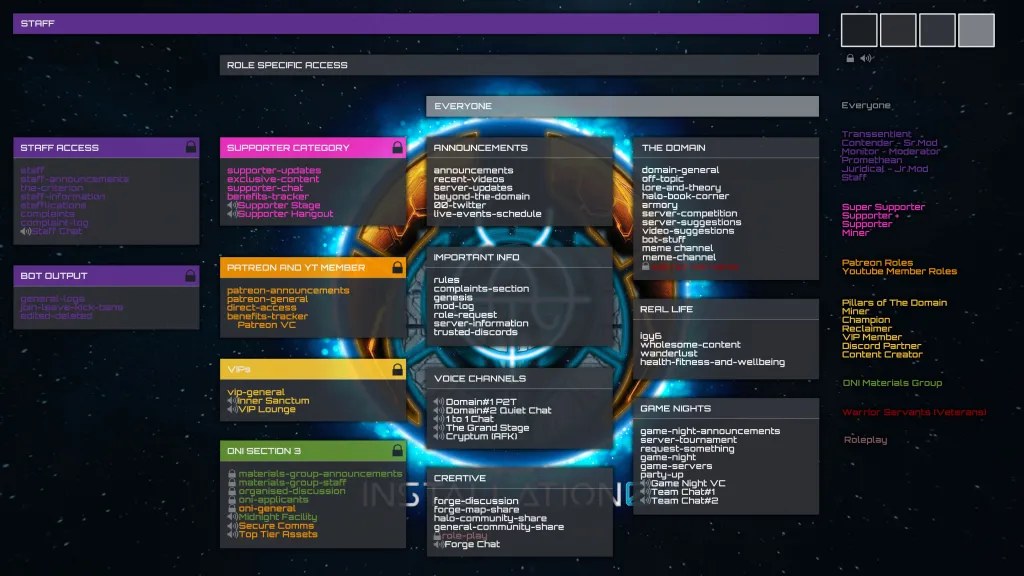 STAFF
ROLE SPECIFIC ACCESS
EVERYONE
STAFF ACCESS
staff
staff-announcements
the-criterion
staff-information
stafflications
complaints
complaint-log
Staff Chat
BOT OUTPUT
general-logs
join-leave-kick-bans
edited-deleted
SUPPORTER CATEGORY
supporter-updates
exclusive-content
supporter-chat
benefits-tracker
Supporter Stage
Supporter Hangout
PATREON AND YT MEMBER
patreon-announcements
patreon-general
direct-access
benefits-tracker
Patreon VC
VIPs
vip-general
Inner Sanctum
VIP Lounge
ONI SECTION 3
materials-group-announcements
materials-group-staff
organised-discussion
oni-applicants
oni-general
Midnight Facility
Secure Comms
Top Tier Assets
ANNOUNCEMENTS
announcements
recent-videos
server-updates
beyond-the-domain
00-twitter
live-events-schedule
IMPORTANT INFO
rules
complaints-section
genesis
mod-log
role-request
server-information
trusted-discords
VOICE CHANNELS
Domain#1 P2T
Domain#2 Quiet Chat
1 to 1 Chat
The Grand Stage
Cryptum (AFK)
CREATIVE
forge-discussion
forge-map-share
halo-community-share
general-community-share
role-play
Forge Chat
THE DOMAIN
domain-general
off-topic
lore-and-theory
halo-book-corner
armory
server-competition
server-suggestions
video-suggestions
bot-stuff
meme channel
meme-channel
REAL LIFE
igy6
wholesome-content
wanderlust
health-fitness-and-wellbeing
GAME NIGHTS
game-night-announcements
server-tournament
request-something
game-night
game-servers
party-up
Game Night VC
Team Chat#1
Team Chat#2
Everyone
Transsentient
Contender - Sr.Mod
Monitor - Moderator
Promethean
Juridical - Jr.Mod
Staff
Super Supporter
Supporter +
Supporter
Miner
Patreon Roles
Youtube Member Roles
Pillars of The Domain
Miner
Champion
Reclaimer
VIP Member
Discord Partner
Content Creator
ONI Materials Group
Warrior Servants (Veterans)
Roleplay
INSTALLATION